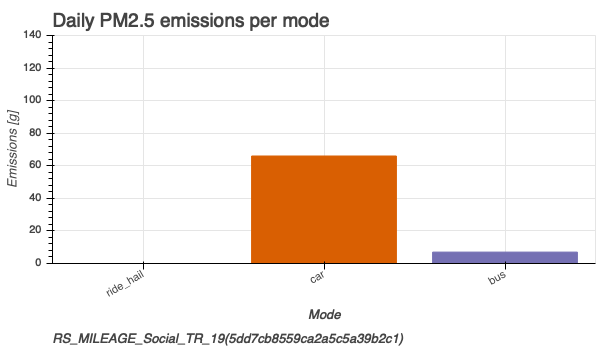 Daily PM2.5 emissions per mode
140
120
100
80
60
40
20
0
Emissions [g]
ride_hail
car
bus
Mode
RS_MILEAGE_Social_TR_19(5dd7cb8559ca2a5c5a39b2c1)